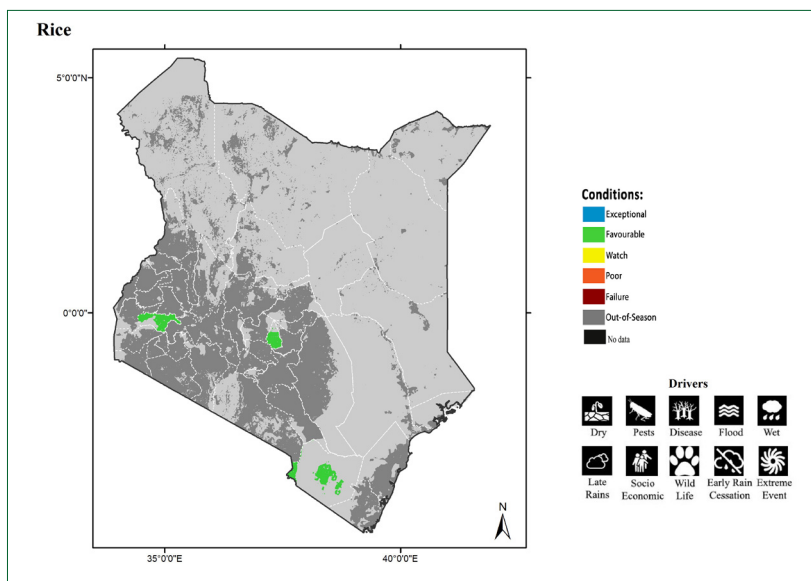 Rice
5°0'0"N
0°0'0"
35°0'0"E
40°0'0"E
N
Conditions:
Exceptional
Favourable
Watch
Poor
Failure
Out-of-Season
No data
Drivers
Dry
Pests
Disease
Flood
Wet
Late
Rains
Socio
Economic
Wild
Life
Early Rain
Cessation
Extreme
Event